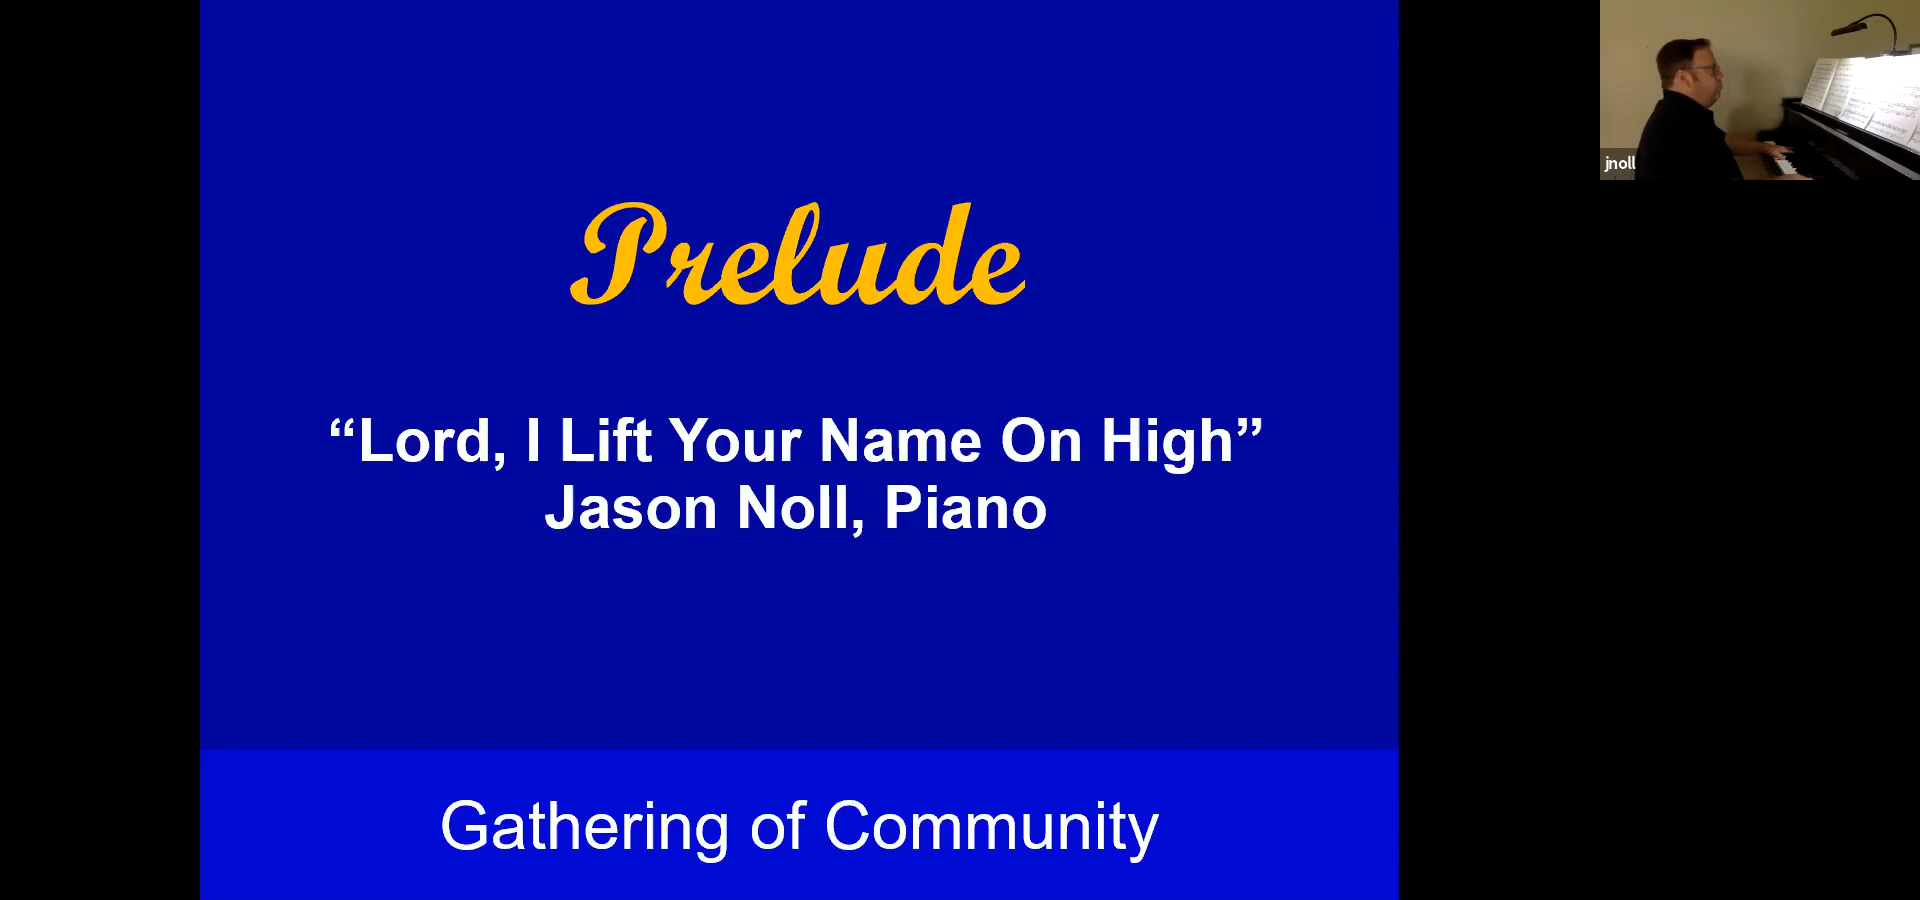 Prelude
“Lord, I Lift Your Name On High”
Jason Noll, Piano
Gathering of Community
jnoll